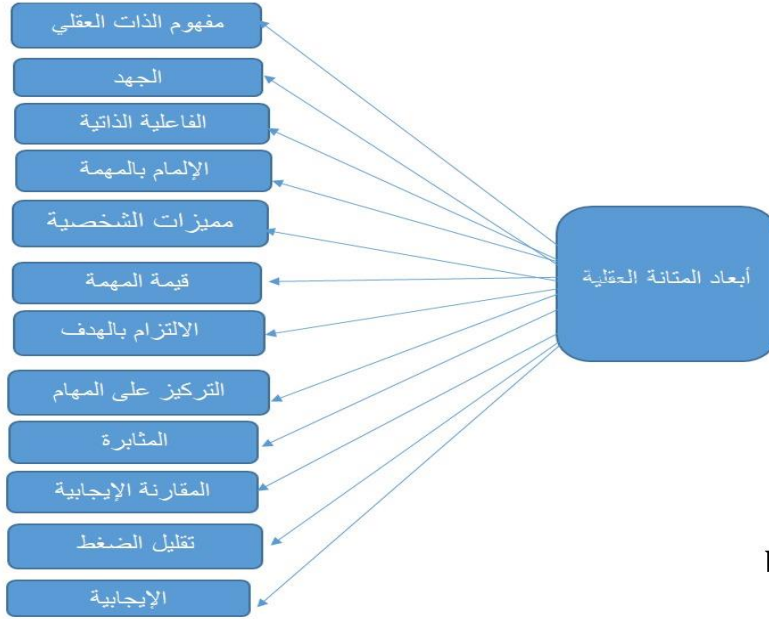 أبعاد المتانة العقلية
مفهوم الذات العقلي
الجهد
الفاعلية الذاتية
الإلمام بالمهمة
مميزات الشخصية
قيمة المهمة
الالتزام بالهدف
التركيز على المهام
المثابرة
المقارنة الإيجابية
تقليل الضغط
الإيجابية